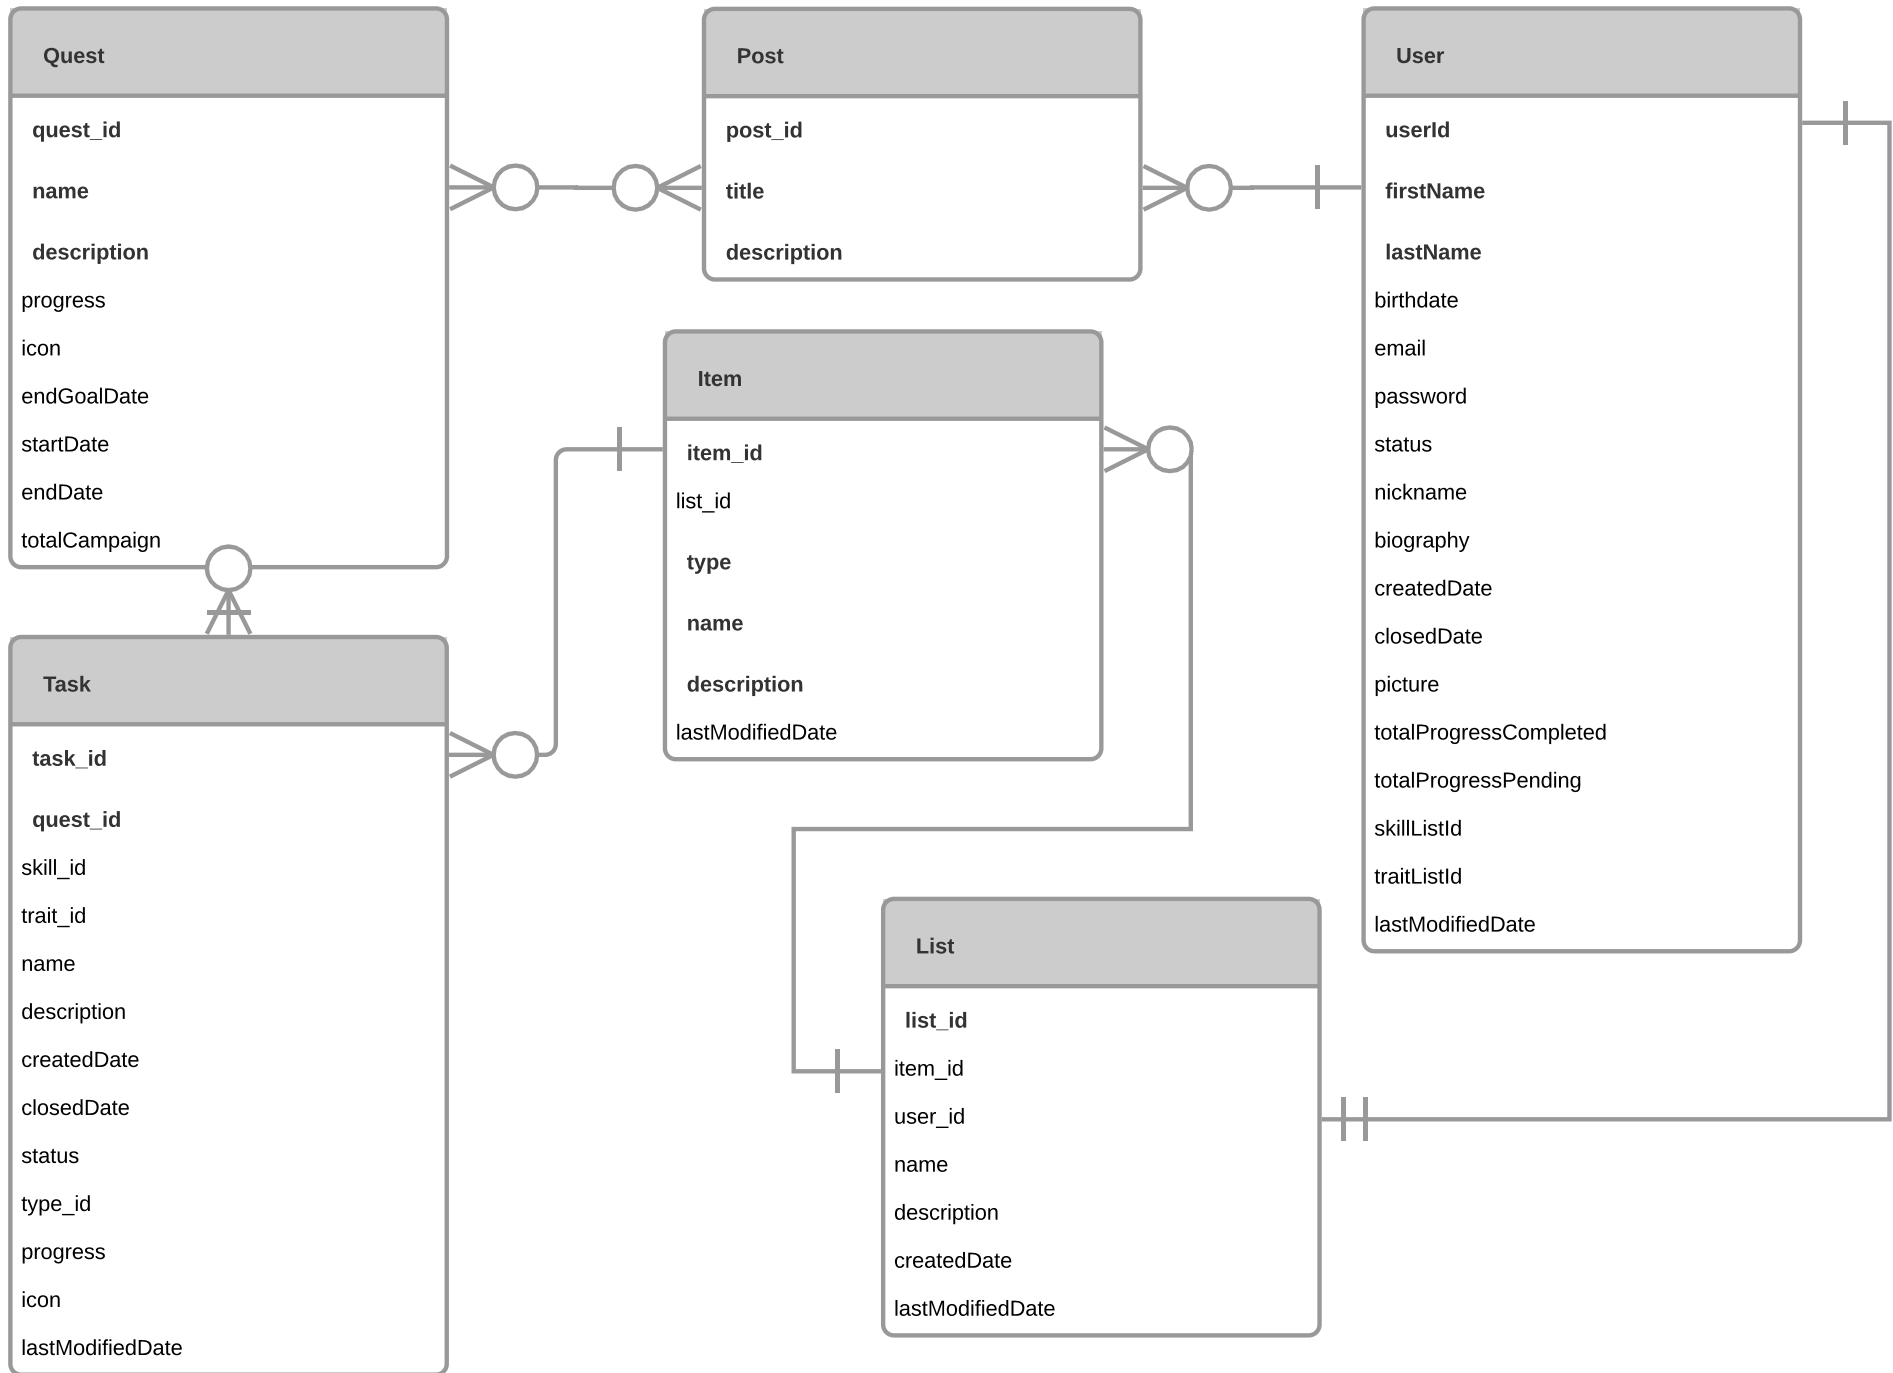 Quest
quest_id
name
description
progress
icon
endGoalDate
startDate
endDate
totalCampaign
Post
post_id
title
description
User
userId
firstName
lastName
birthdate
email
password
status
nickname
biography
createdDate
closedDate
picture
totalProgressCompleted
totalProgressPending
skillListId
traitListId
lastModifiedDate
Item
item_id
list_id
type
name
description
lastModifiedDate
Task
task_id
quest_id
skill_id
trait_id
name
description
createdDate
closedDate
status
type_id
progress
icon
lastModifiedDate
List
list_id
item_id
user_id
name
description
createdDate
lastModifiedDate